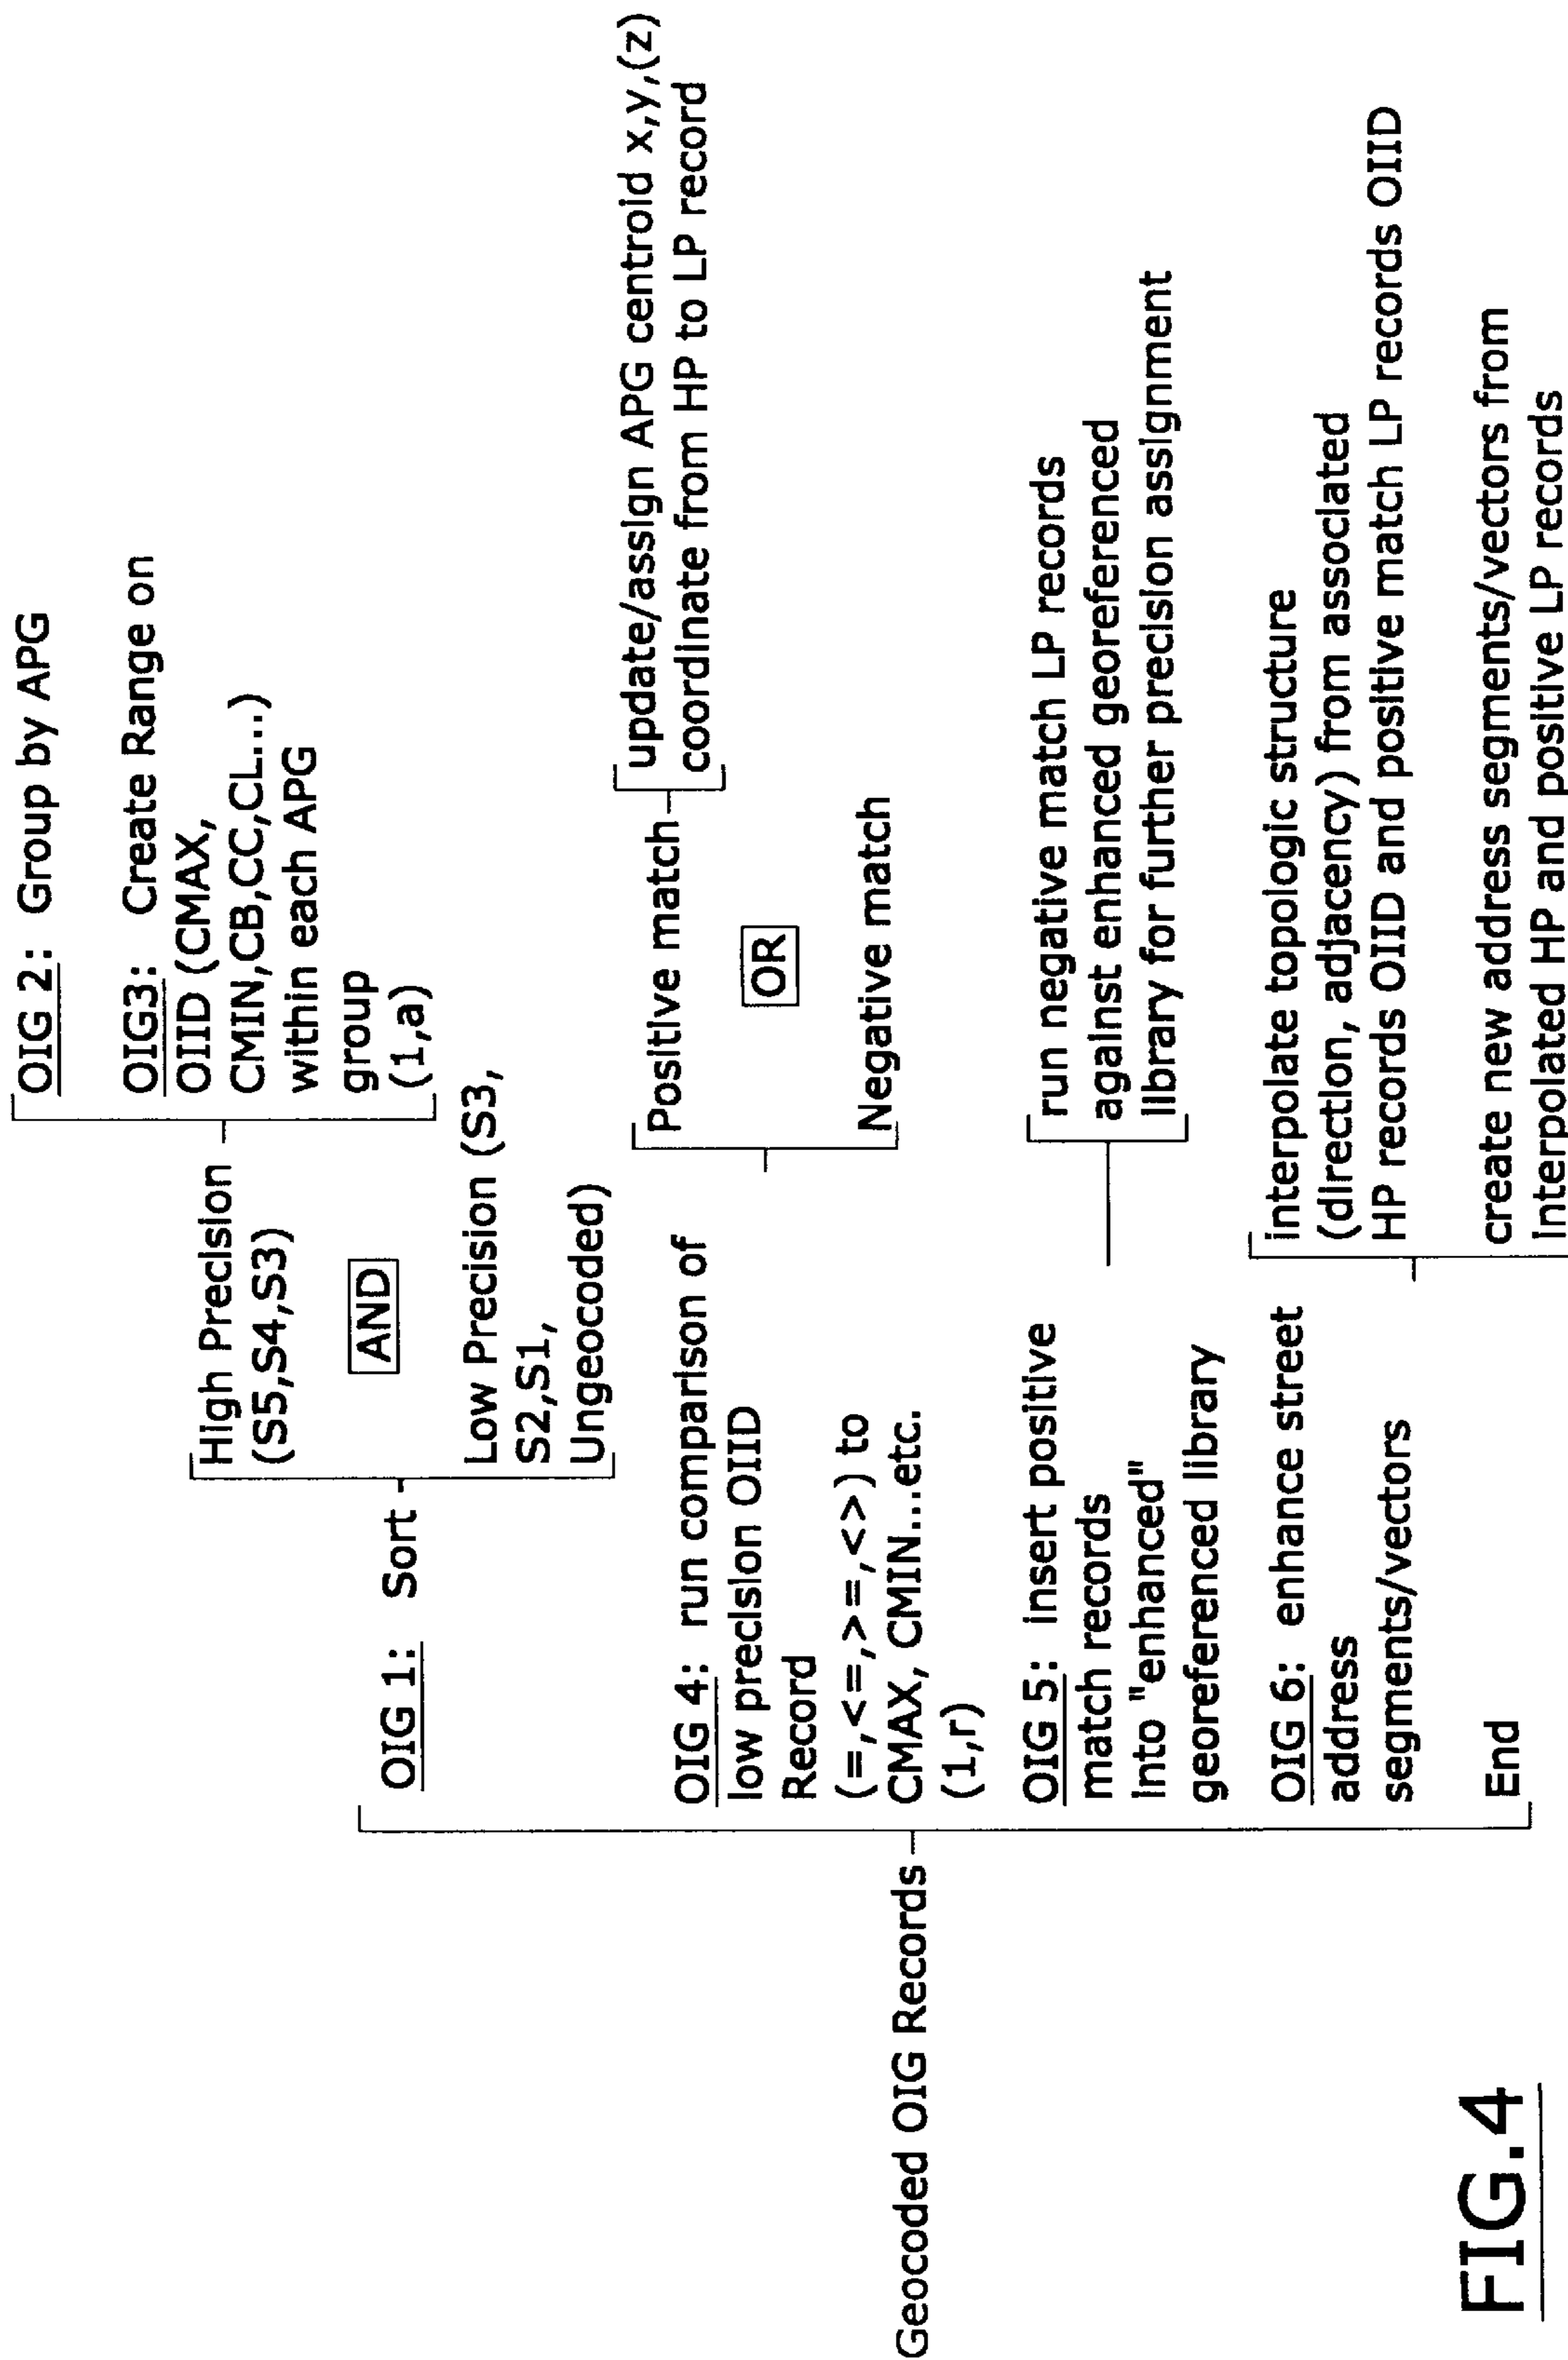 Geocoded OIG Records
OIG 1: Sort
High Precision
(S5,S4,S3)
AND
Low Precision (S3,
S2,S1,
Ungeocoded)
OIG 2: Group by APG
OIG3: Create Range on
OIID (CMAX,
CMIN,CB,CC,CL...)
within each APG
group
(1,a)
OIG 4: run comparison of
low precision OIID
Record
(=,<=,>=,<>) to
CMAX, CMIN...etc.
(1,r)
Positive match
OR
Negative match
update/assign APG centroid x,y,(z)
coordinate from HP to LP record
OIG 5: insert positive
match records
into "enhanced"
georeferenced library
run negative match LP records
against enhanced georeferenced
library for further precision assignment
OIG 6: enhance street
address
segments/vectors
interpolate topologic structure
(direction, adjacency) from associated
HP records OIID and positive match LP records OIID
create new address segments/vectors from
interpolated HP and positive LP records
End
FIG.4